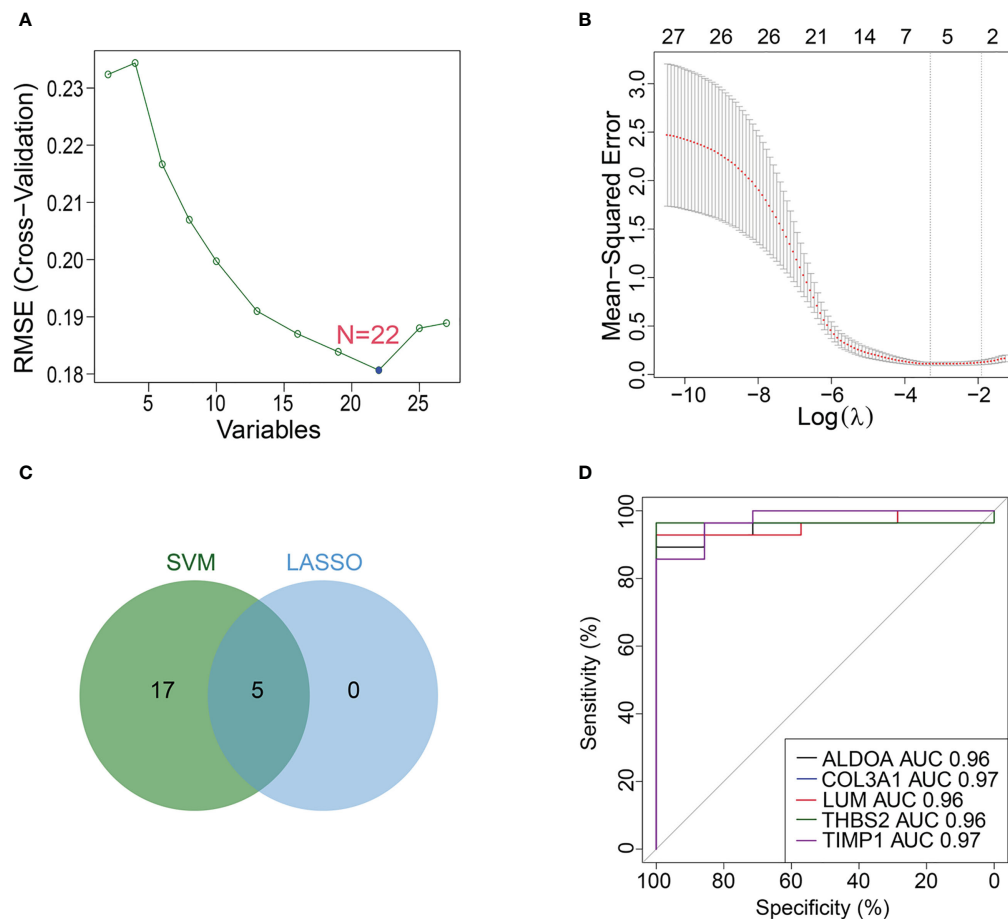 A
RMSE (Cross−Validation)
0.23
0.22
0.21
0.20
0.19
0.18
N=22
5 10 15 20 25
Variables
B
27 26 26 21 14 7 5 2
Mean−Squared Error
3.0
2.5
2.0
1.5
1.0
0.5
0.0
−10 −8 −6 −4 −2
Log(λ)
C
SVM LASSO
17 5 0
D
Sensitivity (%)
100
80
60
40
20
0
ALDOA AUC 0.96
COL3A1 AUC 0.97
LUM AUC 0.96
THBS2 AUC 0.96
TIMP1 AUC 0.97
100 80 60 40 20 0
Specificity (%)